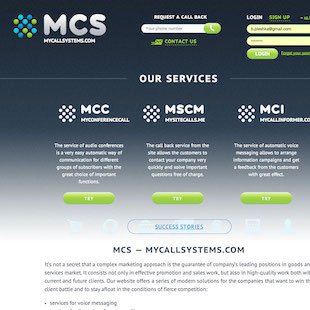 MCS
MYCALLSYSTEMS.COM
REQUEST A CALL BACK
Your phone number
CONTACT US
LOGIN SIGN UP
Forgot your
OUR SERVICES
MCC
MYCONFERENCECALL
The service of audio conferences
is a very easy automatic way of
communication for different
groups of subscribers with the
great choice of important
functions.
TRY
MSCM
MYSITECALLS.ME
The call back service from the
site allows the customers to
contact your company very
quickly and solve important
questions free of charge.
TRY
MCI
MYCALLINFORMER.CO
The service of automatic voice
messaging allows to arrange
information campaigns and get
a feedback from the customers
with great efforts.
TRY
SUCCESS STORIES
MCS — MYCALLSYSTEMS.COM
It's not a secret that a complex marketing approach is the guarantee of company's leading positions in goods an
services market. It consists not only in effective promotion and sales work, but also in high-quality work both wit
current and future clients. Our website offers a series of modern solutions for the companies that want to win th
client battle and to stay afloat in the conditions of fierce competition:
• services for voice messaging